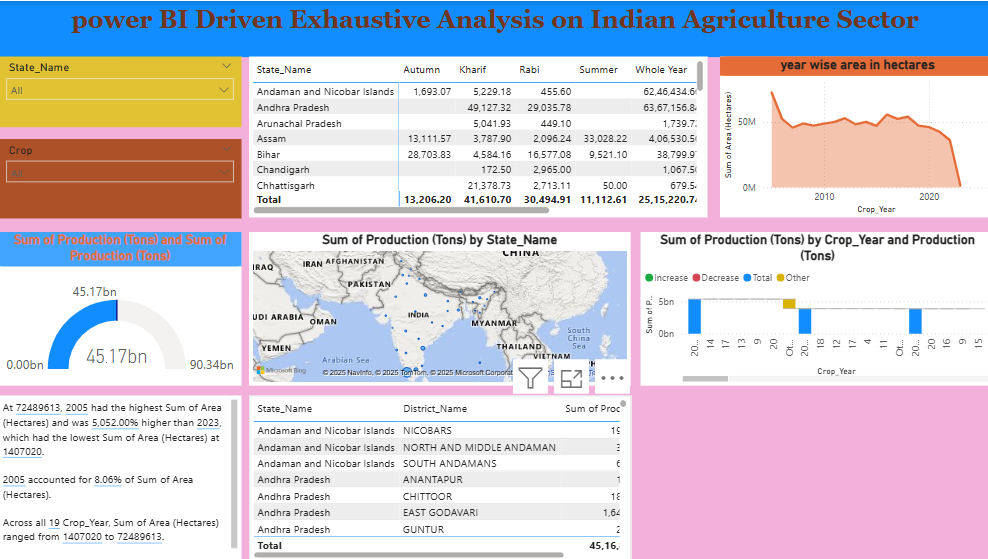 power BI Driven Exhaustive Analysis on Indian Agriculture Sector
State_Name
All
Crop
All
State_Name Autumn Kharif Rabi Summer Whole Year
Andaman and Nicobar Islands 1,693.07 5,229.18 455.60 62,46,434.6
Andhra Pradesh 49,127.32 29,035.78 63,67,156.8
Arunachal Pradesh 5,041.93 449.10 1,739.7
Assam 13,111.57 3,787.90 2,096.24 33,028.22 4,06,530.5
Bihar 28,703.83 4,584.16 16,577.08 9,521.10 38,799.9
Chandigarh 172.50 2,965.00 1,067.5
Chhattisgarh 21,378.73 2,713.11 50.00 679.5
Total 13,206.20 41,610.70 30,494.91 11,112.61 25,15,220.7
year wise area in hectares
Sum of Area (Hectares)
50M
0M
2010 2020
Crop_Year
Sum of Production (Tons) and Sum of
Production (Tons)
45.17bn
45.17bn
0.00bn 90.34bn
Sum of Production (Tons) by State_Name
CHINA
IRAQ IRAN AFGHANISTAN
PAKISTAN
UDI ARABIA OMAN INDIA
MYANMAR
YEMEN THAILAND
South
China
Sea
Arabian Sea VIETNAM
Microsoft Bing © 2025 NavInfo, © 2025 TomTom, © 2025 Microsoft Corporat
Sum of Production (Tons) by Crop_Year and Production
(Tons)
Increase Decrease Total Other
Sum of P...
5bn
0bn
20... 14 17 13 9 20 Ot... 20... 18 12 17 4 11 Ot... 20... 20 16 9 15
Crop_Year
At 72489613, 2005 had the highest Sum of Area
(Hectares) and was 5,052.00% higher than 2023,
which had the lowest Sum of Area (Hectares) at
1407020.
2005 accounted for 8.06% of Sum of Area
(Hectares).
Across all 19 Crop_Year, Sum of Area (Hectares)
ranged from 1407020 to 72489613.
State_Name District_Name Sum of Proc
Andaman and Nicobar Islands NICOBARS 19
Andaman and Nicobar Islands NORTH AND MIDDLE ANDAMAN 3
Andaman and Nicobar Islands SOUTH ANDAMANS 6
Andhra Pradesh ANANTAPUR 1
Andhra Pradesh CHITTOOR 18
Andhra Pradesh EAST GODAVARI 1,64
Andhra Pradesh GUNTUR 2
Total 45,16,